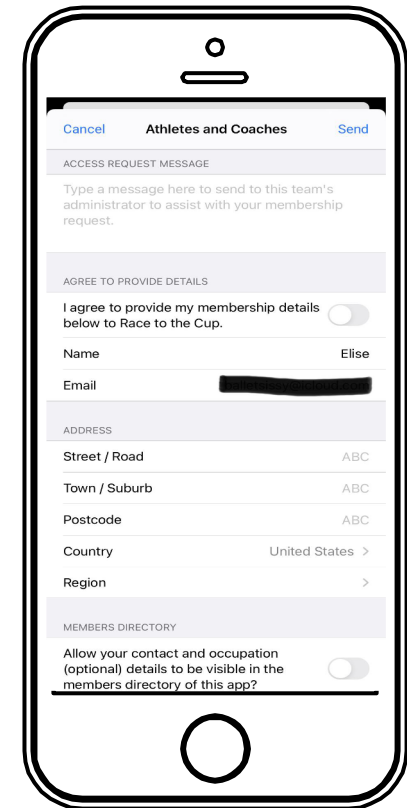 Cancel Athletes and Coaches Send
ACCESS REQUEST MESSAGE
Type a message here to send to this team's
administrator to assist with your membership
request.
AGREE TO PROVIDE DETAILS
I agree to provide my membership details
below to Race to the Cup.
Name Elise
Email
ADDRESS
Street / Road ABC
Town / Suburb ABC
Postcode ABC
Country United States >
Region >
MEMBERS DIRECTORY
Allow your contact and occupation
(optional) details to be visible in the
members directory of this app?